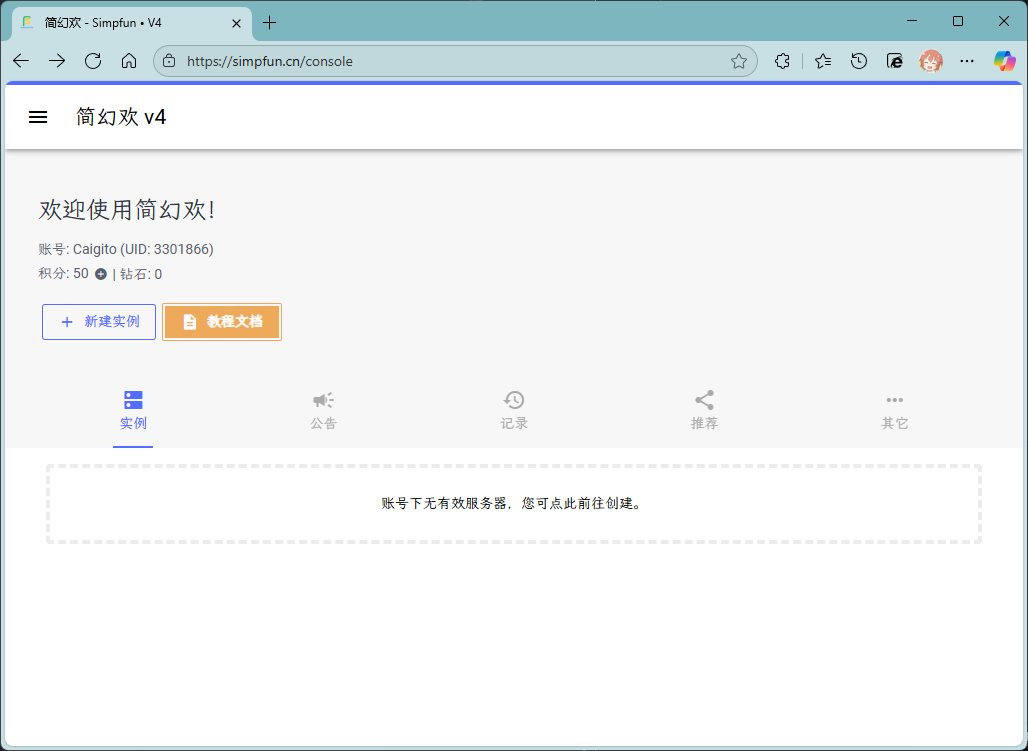 简幻欢 - Simpfun • V4
https://simpfun.cn/console
简幻欢 v4
欢迎使用简幻欢!
账号: Caigito (UID: 3301866)
积分: 50 | 钻石: 0
新建实例
教程文档
实例
公告
记录
推荐
其它
账号下无有效服务器，您可点此前往创建。